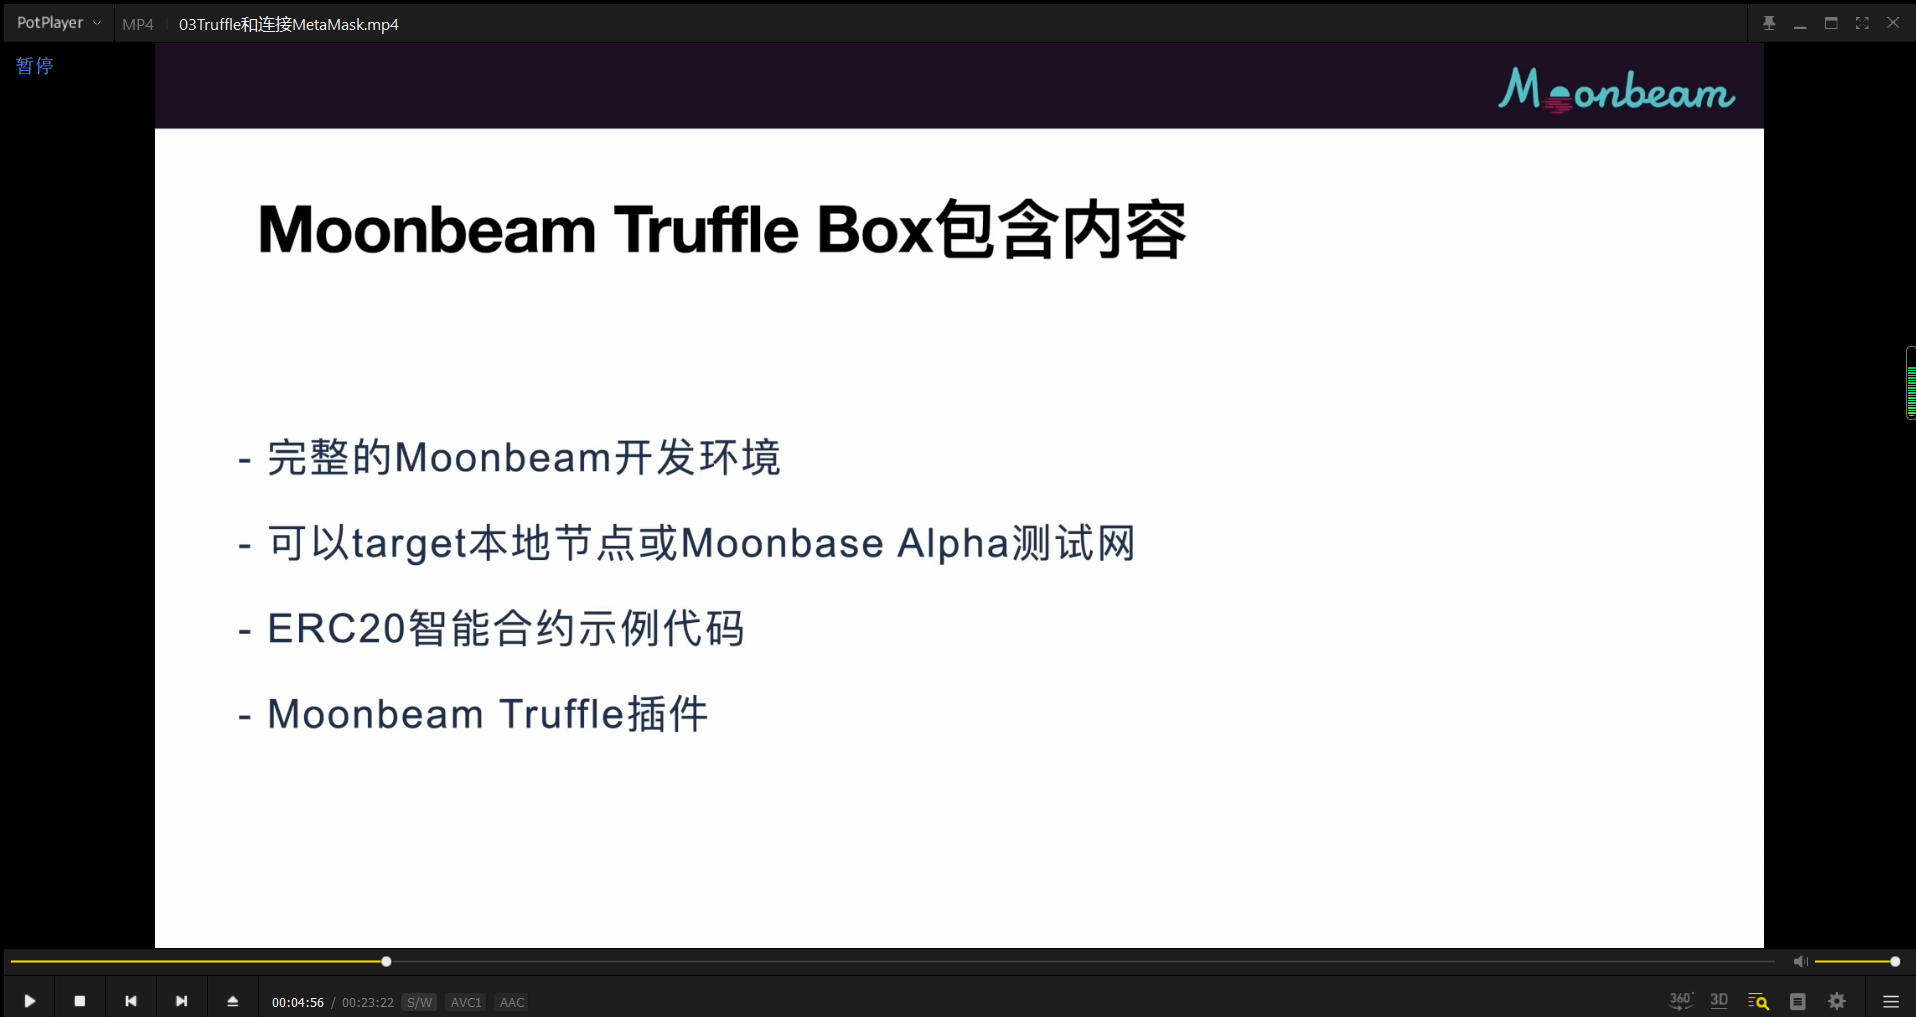 PotPlayer MP4 03Truffle和连接MetaMask.mp4
暂停
Moonbeam
Moonbeam Truffle Box包含内容
- 完整的Moonbeam开发环境
- 可以target本地节点或Moonbase Alpha测试网
- ERC20智能合约示例代码
- Moonbeam Truffle插件
00:04:56 / 00:23:22 S/W AVC1 AAC 360° 3D